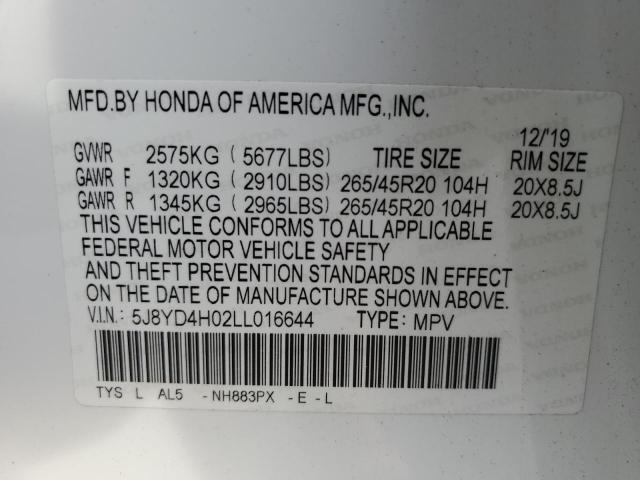 MFD.BY HONDA OF AMERICA MFG.,INC.
12/'19
GVWR 2575KG ( 5677LBS) TIRE SIZE RIM SIZE
GAWR F 1320KG ( 2910LBS) 265/45R20 104H 20X8.5J
GAWR R 1345KG ( 2965LBS) 265/45R20 104H 20X8.5J
THIS VEHICLE CONFORMS TO ALL APPLICABLE
FEDERAL MOTOR VEHICLE SAFETY
AND THEFT PREVENTION STANDARDS IN EFFECT
ON THE DATE OF MANUFACTURE SHOWN ABOVE.
V.I.N.: 5J8YD4H02LL016644 TYPE: MPV
TYS L AL5 -NH883PX -E -L